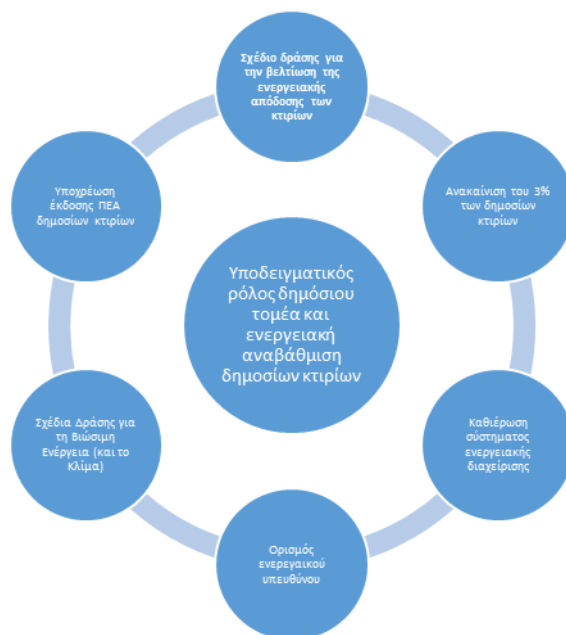 Σχέδιο δράσης για
την βελτίωση της
ενεργειακής
απόδοσης των
κτιρίων
Υποχρέωση
έκδοσης ΠΕΑ
δημοσίων κτιρίων
Ανακαίνιση του 3%
των δημοσίων
κτιρίων
Υποδειγματικός
ρόλος δημόσιου
τομέα και
ενεργειακή
αναβάθμιση
δημοσίων κτιρίων
Σχέδια Δράσης για
τη Βιώσιμη
Ενέργεια (και το
Κλίμα)
Καθιέρωση
σύστηματος
ενεργειακής
διαχείρισης
Ορισμός
ενερεγαικού
υπευθύνου